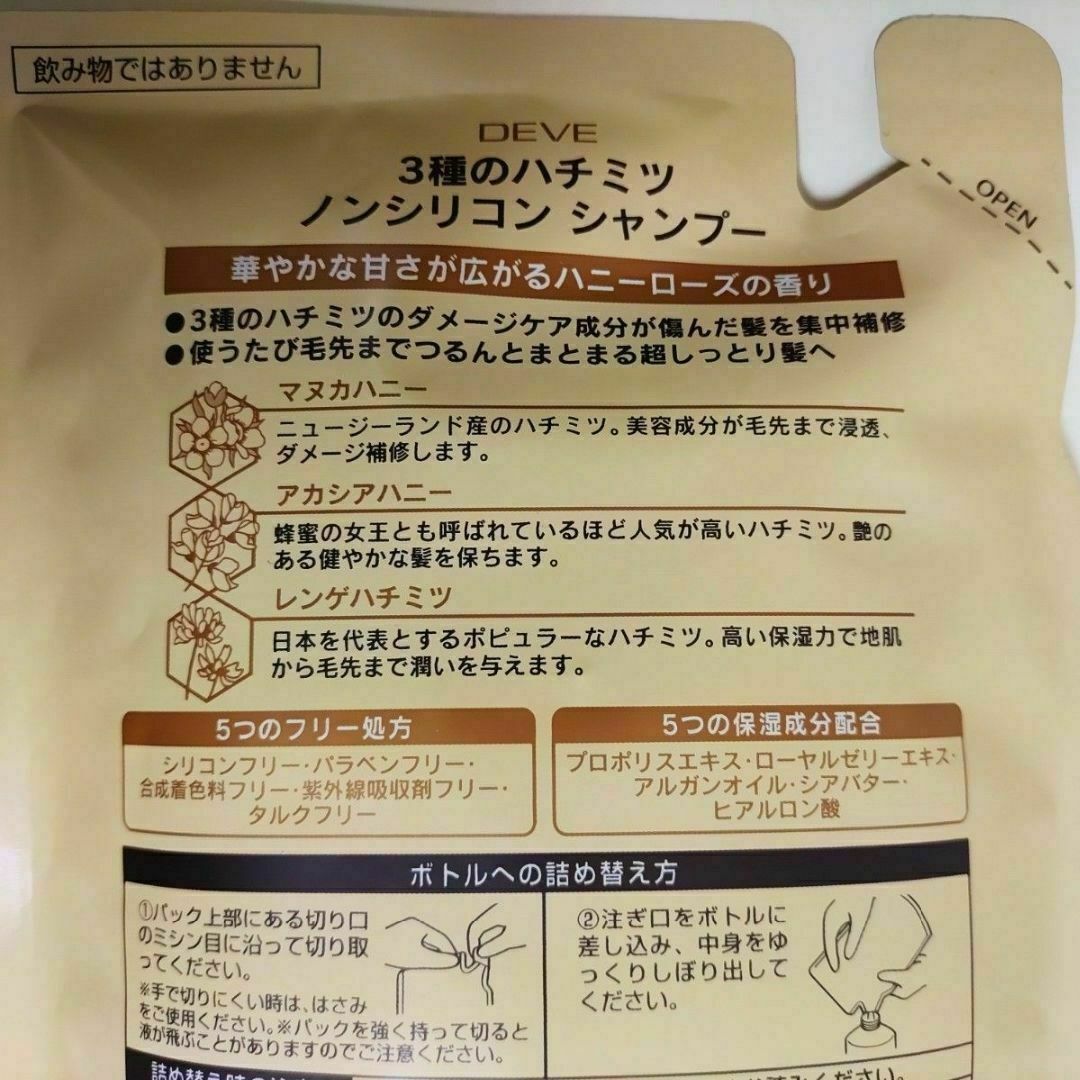 飲み物ではありません
DEVE
3種のハチミツ
ノンシリコン シャンプー
OPEN
華やかな甘さが広がるハニーローズの香り
●3種のハチミツのダメージケア成分が傷んだ髪を集中補修
●使うたび毛先までつるんとまとまる超しっとり髪へ
マヌカハニー
ニュージーランド産のハチミツ。美容成分が毛先まで浸透、
ダメージ補修します。
アカシアハニー
蜂蜜の女王とも呼ばれているほど人気が高いハチミツ。艶の
ある健やかな髪を保ちます。
レンゲハチミツ
日本を代表とするポピュラーなハチミツ。高い保湿力で地肌
から毛先まで潤いを与えます。
5つのフリー処方
シリコンフリー・パラベンフリー・
合成着色料フリー・紫外線吸収剤フリー・
タルクフリー
5つの保湿成分配合
プロポリスエキス・ローヤルゼリーエキス・
アルガンオイル・シアバター・
ヒアルロン酸
ボトルへの詰め替え方
①パック上部にある切り口
のミシン目に沿って切り取
ってください。
※手で切りにくい時は、はさみ
をご使用ください。※パックを強く持って切ると
液が飛ぶことがありますのでご注意ください。
②注ぎ口をボトルに
差し込み、中身をゆ
っくりしぼり出して
ください。